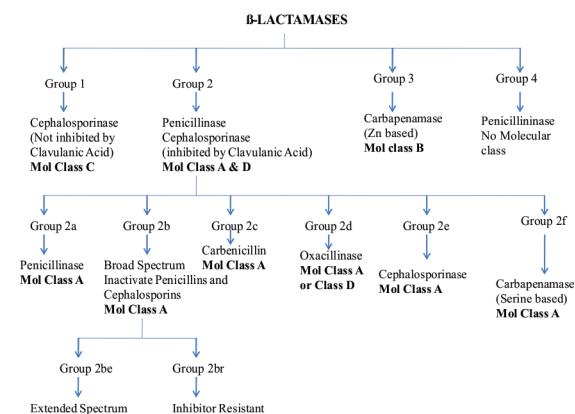 ß-LACTAMASES
Group 1
Group 2
Group 3
Group 4
Cephalosporinase
(Not inhibited by
Clavulanic Acid)
Mol Class C
Penicillinase
Cephalosporinase
(inhibited by Clavulanic Acid)
Mol Class A & D
Carbapenamase
(Zn based)
Mol class B
Penicillininase
No Molecular
class
Group 2a
Group 2b
Group 2c
Group 2d
Group 2e
Group 2f
Penicillinase
Mol Class A
Broad Spectrum
Inactivate Penicillins and
Cephalosporins
Mol Class A
Carbenicillin
Mol Class A
Oxacillinase
Mol Class A
or Class D
Cephalosporinase
Mol Class A
Carbapenamase
(Serine based)
Mol Class A
Group 2be
Group 2br
Extended Spectrum
Inhibitor Resistant